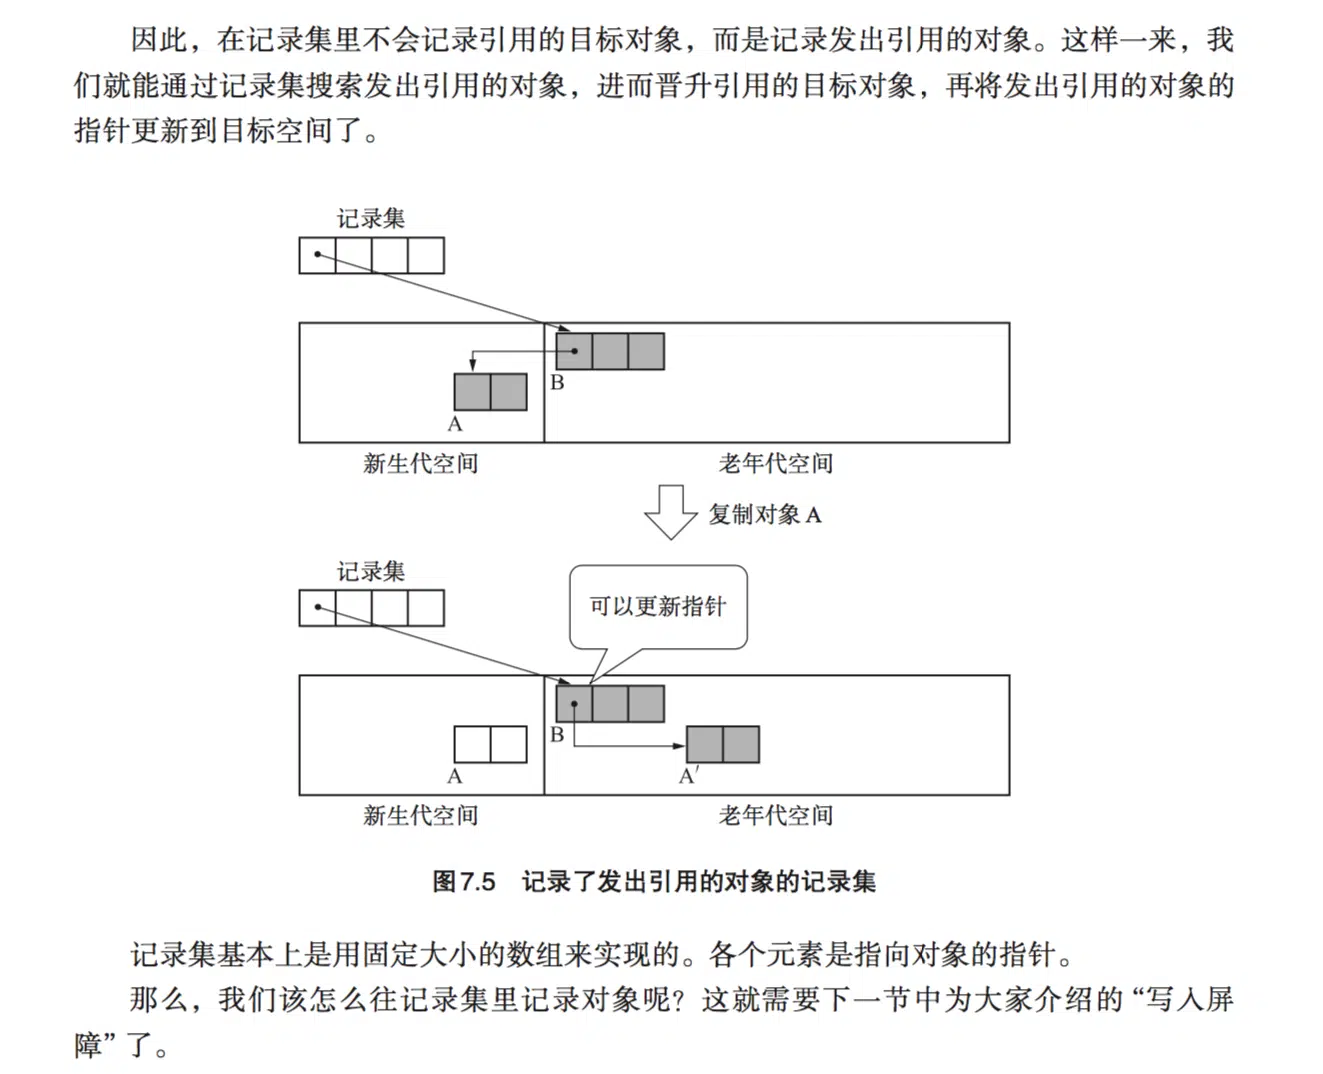 因此，在记录集里不会记录引用的目标对象，而是记录发出引用的对象。这样一来，我
们就能通过记录集搜索发出引用的对象，进而晋升引用的目标对象，再将发出引用的对象的
指针更新到目标空间了。
记录集
B
A
新生代空间 老年代空间
复制对象 A
记录集
可以更新指针
B
A A′
新生代空间 老年代空间
图7.5 记录了发出引用的对象的记录集
记录集基本上是用固定大小的数组来实现的。各个元素是指向对象的指针。
那么，我们该怎么往记录集里记录对象呢？这就需要下一节中为大家介绍的“写入屏
障”了。